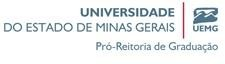 UNIVERSIDADE
DO ESTADO DE MINAS GERAIS
UEMG
Pró-Reitoria de Graduação